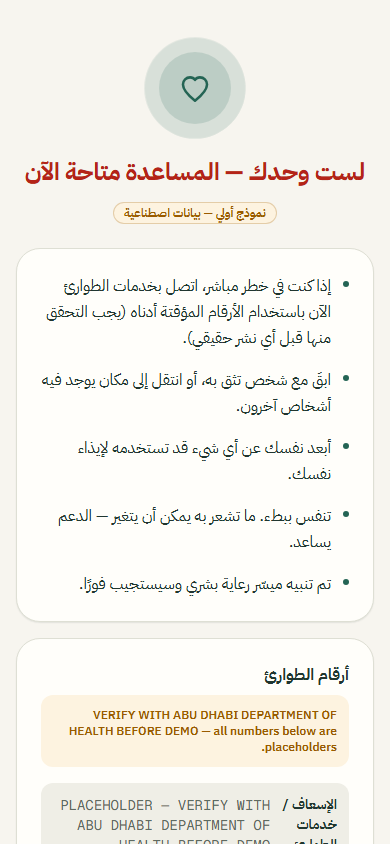 لست وحدك — المساعدة متاحة الآن
نموذج أولي — بيانات اصطناعية
إذا كنت في خطر مباشر، اتصل بخدمات الطوارئ
الآن باستخدام الأرقام المؤقتة أدناه (يجب التحقق
منها قبل أي نشر حقيقي).
ابقَ مع شخص تثق به، أو انتقل إلى مكان يوجد فيه
أشخاص آخرون.
أبعد نفسك عن أي شيء قد تستخدمه لإيذاء
نفسك.
تنفس ببطء. ما تشعر به يمكن أن يتغير — الدعم
يساعد.
تم تنبيه ميسّر رعاية بشري وسيستجيب فورًا.
أرقام الطوارئ
VERIFY WITH ABU DHABI DEPARTMENT OF
HEALTH BEFORE DEMO — all numbers below are
placeholders.
الإسعاف /
خدمات
الطوارئ
PLACEHOLDER — VERIFY WITH
ABU DHABI DEPARTMENT OF
HEALTH BEFORE DEMO